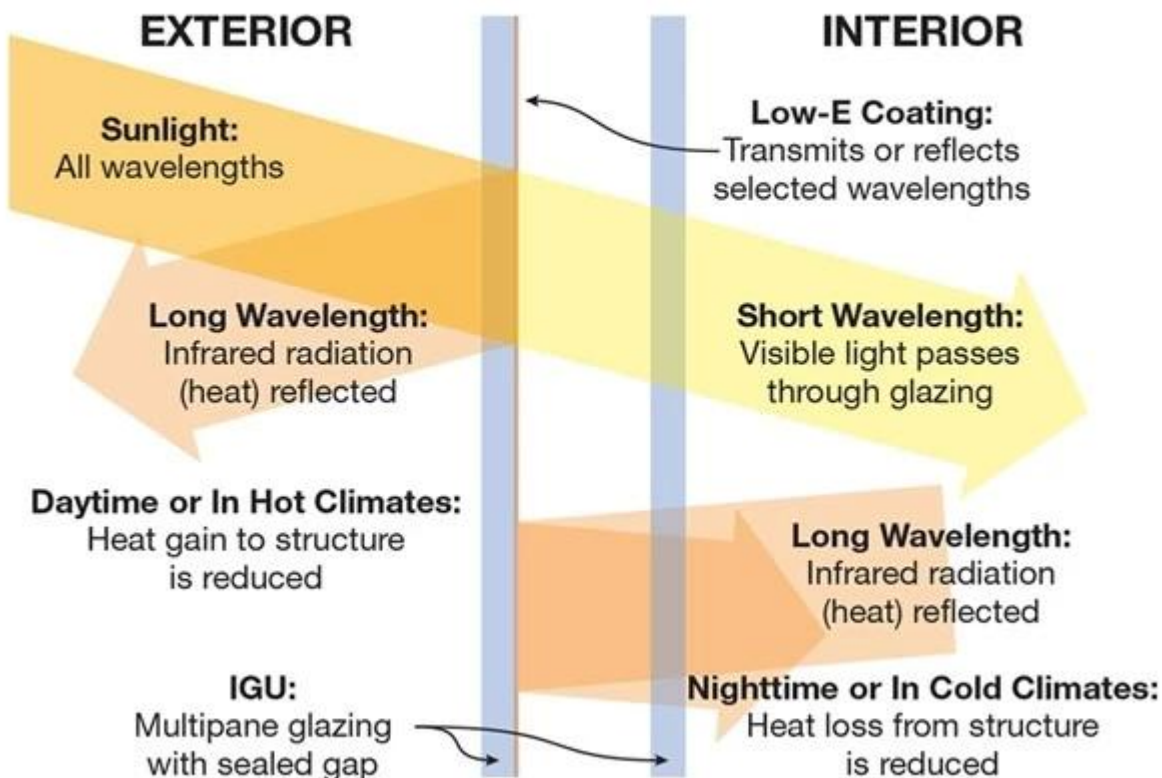 EXTERIOR
INTERIOR
Sunlight:
All wavelengths
Low-E Coating:
Transmits or reflects
selected wavelengths
Long Wavelength:
Infrared radiation
(heat) reflected
Short Wavelength:
Visible light passes
through glazing
Daytime or In Hot Climates:
Heat gain to structure
is reduced
Long Wavelength:
Infrared radiation
(heat) reflected
IGU:
Multipane glazing
with sealed gap
Nighttime or In Cold Climates:
Heat loss from structure
is reduced